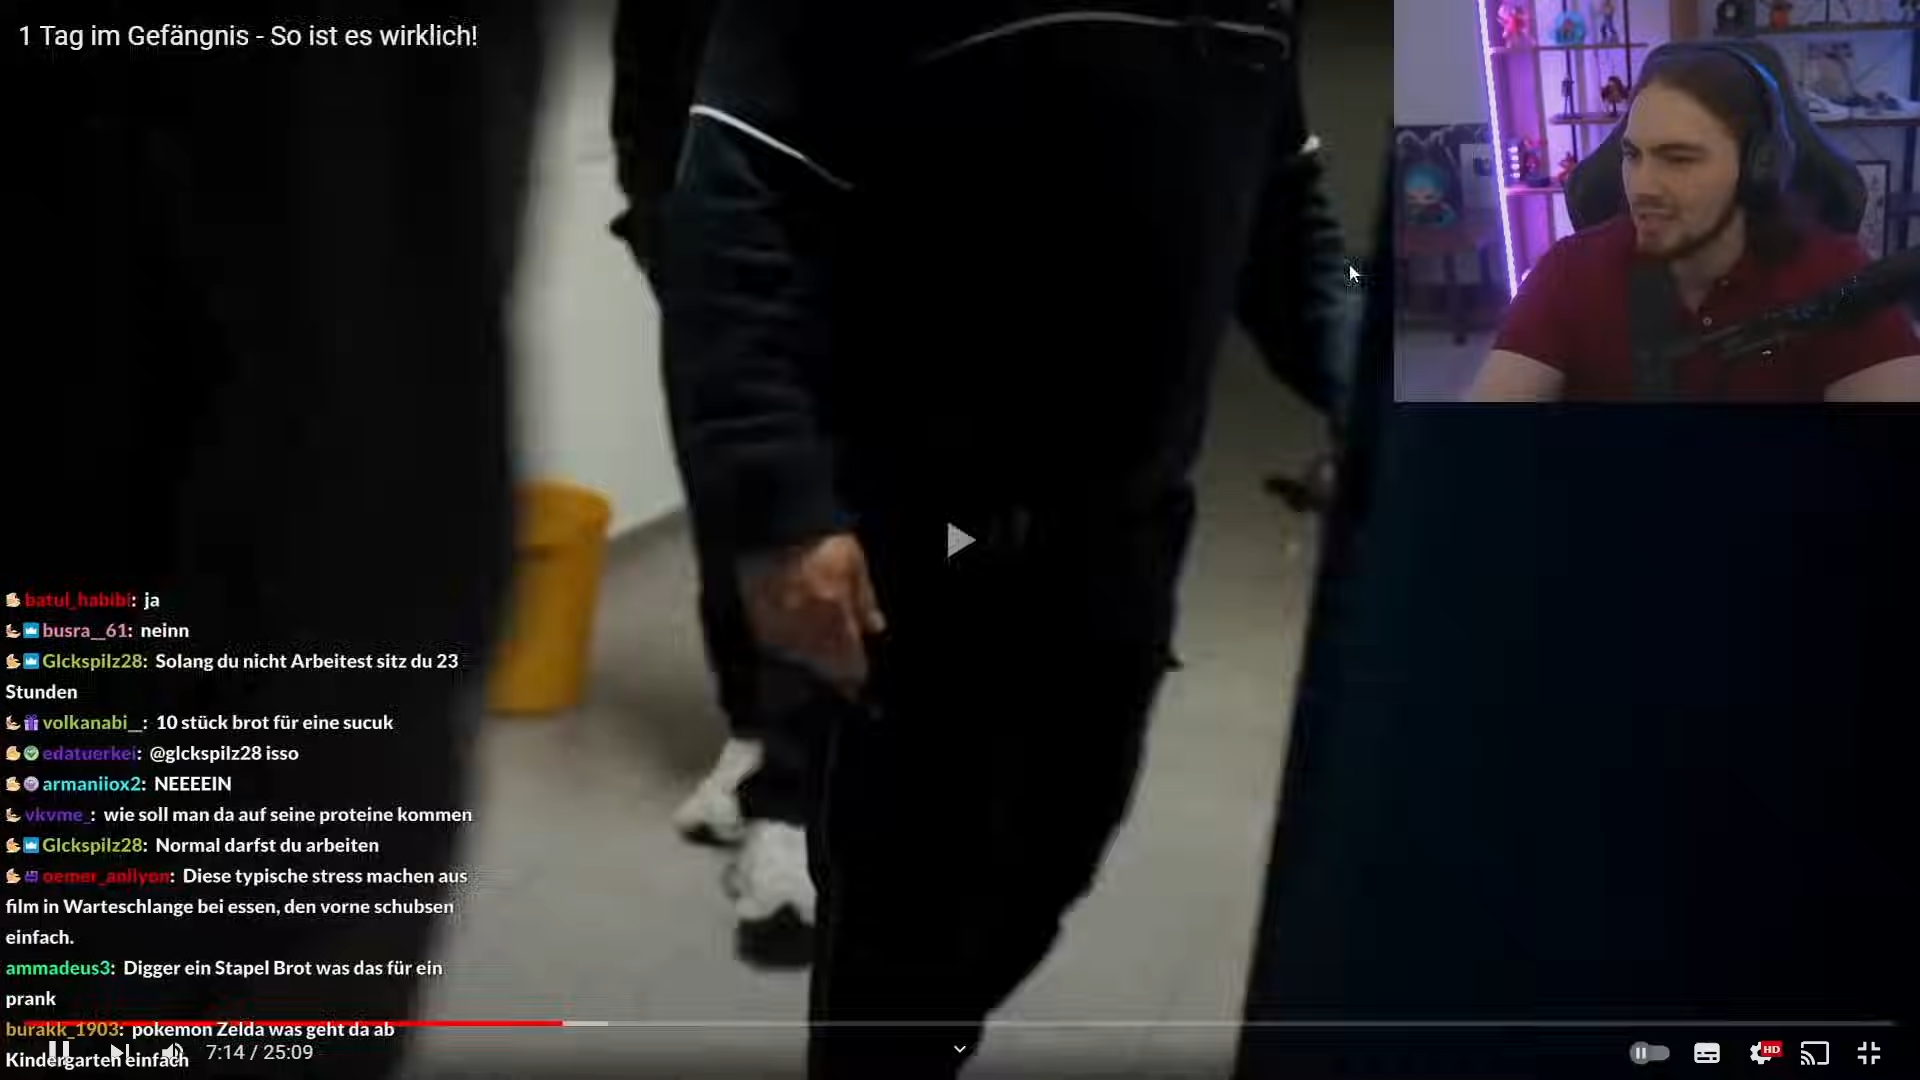 1 Tag im Gefängnis - So ist es wirklich!
batul_habibi: ja
busra__61: neinn
Glckspilz28: Solang du nicht Arbeitest sitz du 23
Stunden
volkanabi__: 10 stück brot für eine sucuk
edatuerkei: @glckspilz28 isso
armaniiox2: NEEEEIN
vkvme_: wie soll man da auf seine proteine kommen
Glckspilz28: Normal darfst du arbeiten
oemer_aollyon: Diese typische stress machen aus
film in Warteschlange bei essen, den vorne schubsen
einfach.
ammadeus3: Digger ein Stapel Brot was das für ein
prank
burakk_1903: pokemon Zelda was geht da ab
Kindergarten einfach
7:14 / 25:09
HD